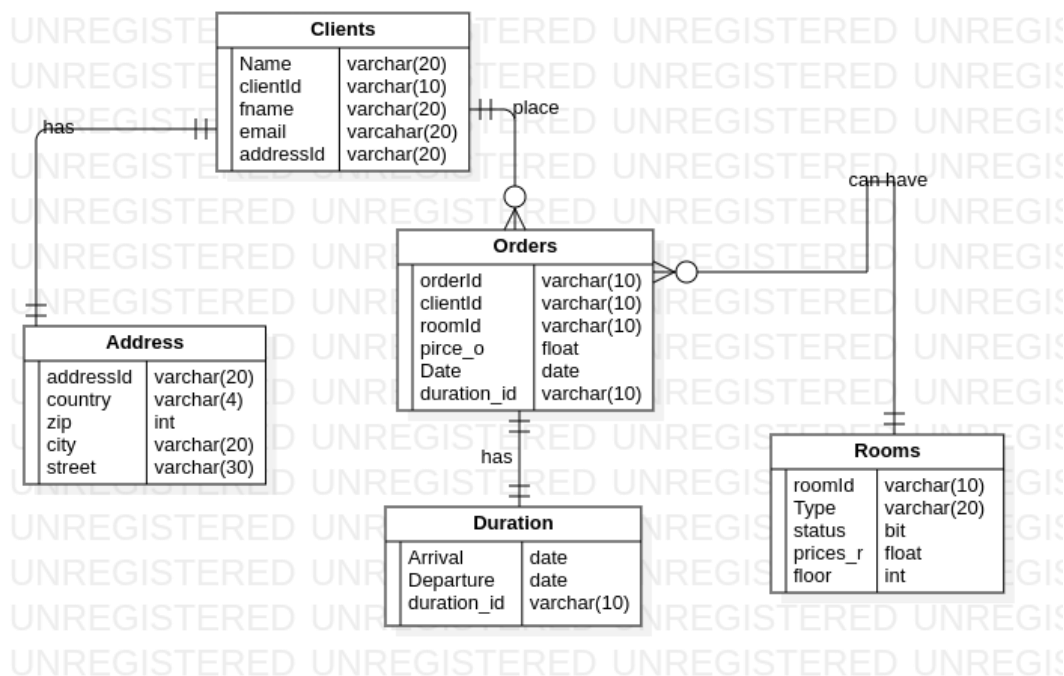 Clients
Name varchar(20)
clientId varchar(10)
fname varchar(20)
email varcahar(20)
addressId varchar(20)
has
place
can have
Orders
orderId varchar(10)
clientId varchar(10)
roomId varchar(10)
pirce_o float
Date date
duration_id varchar(10)
Address
addressId varchar(20)
country varchar(4)
zip int
city varchar(20)
street varchar(30)
has
Rooms
roomId varchar(10)
Type varchar(20)
status bit
prices_r float
floor int
Duration
Arrival date
Departure date
duration_id varchar(10)
UNREGISTERED UNREGISTERED UNREGISTERED